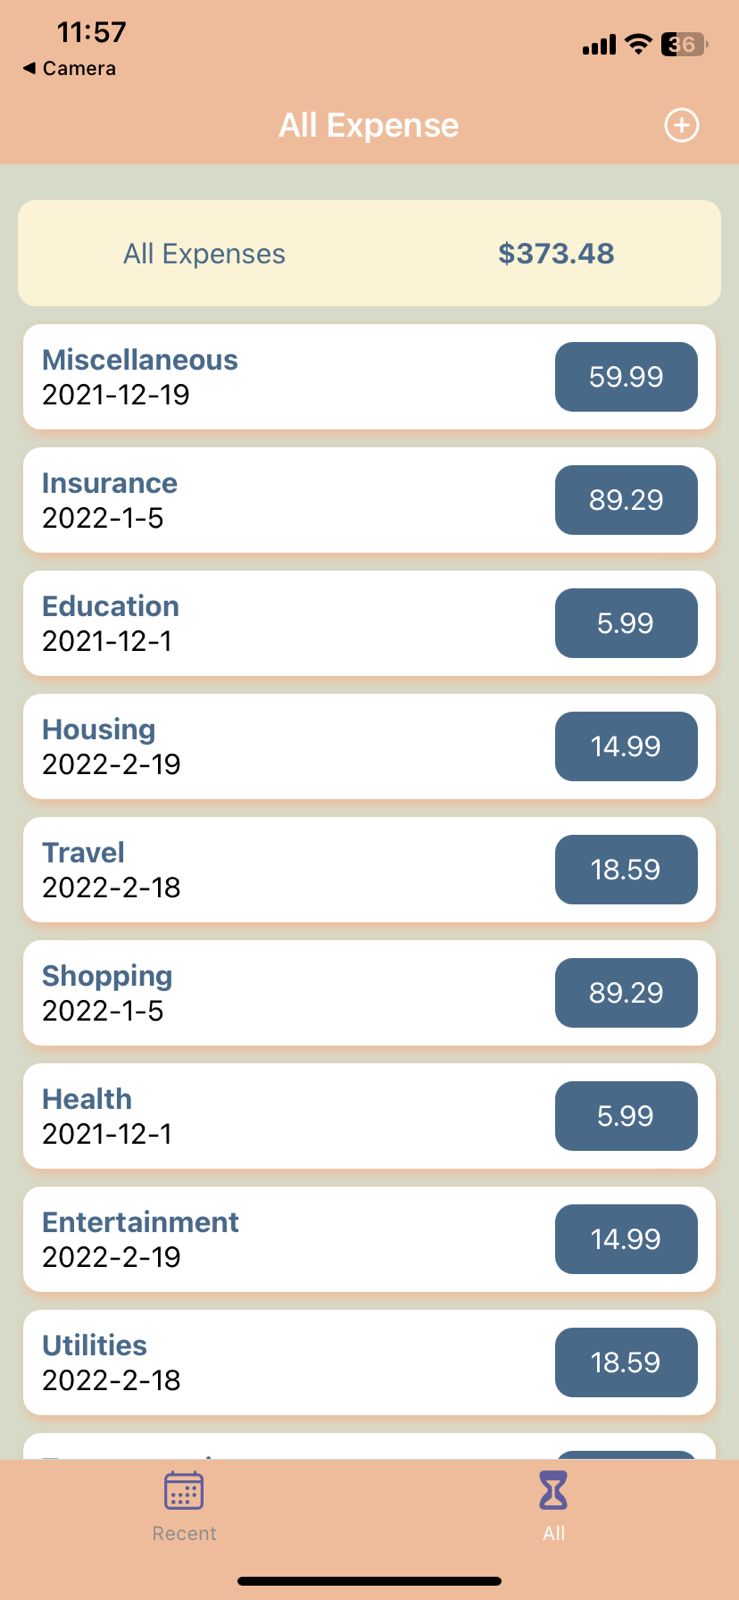 11:57
36
◀ Camera
All Expense
All Expenses $373.48
Miscellaneous
2021-12-19
59.99
Insurance
2022-1-5
89.29
Education
2021-12-1
5.99
Housing
2022-2-19
14.99
Travel
2022-2-18
18.59
Shopping
2022-1-5
89.29
Health
2021-12-1
5.99
Entertainment
2022-2-19
14.99
Utilities
2022-2-18
18.59
Recent
All